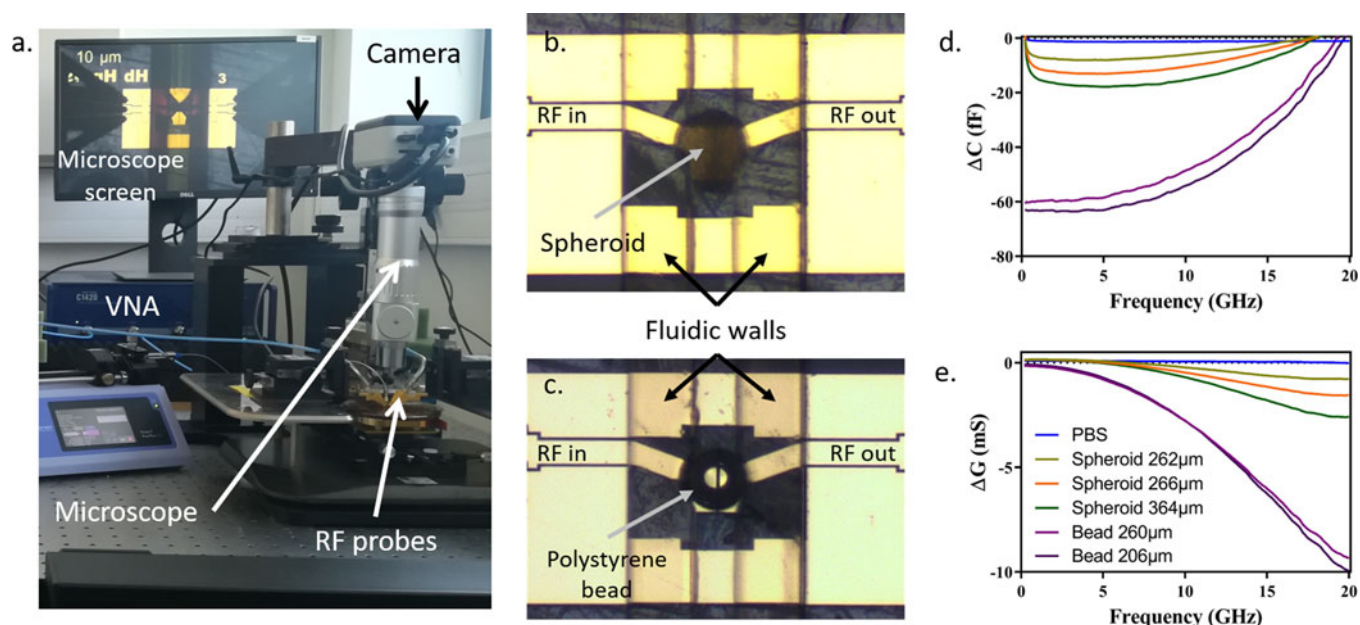 a.
10 µm
3
Microscope
screen
DELL
Camera
VNA
C1420
Microscope
RF probes
b.
RF in
RF out
Spheroid
Fluidic walls
c.
RF in
RF out
Polystyrene
bead
d.
ΔC (fF)
0
-20
-40
-60
-80
0
5
10
15
20
Frequency (GHz)
e.
ΔG (mS)
0
-5
-10
PBS
Spheroid 262µm
Spheroid 266µm
Spheroid 364µm
Bead 260µm
Bead 206µm
0
5
10
15
20
Frequency (GHz)